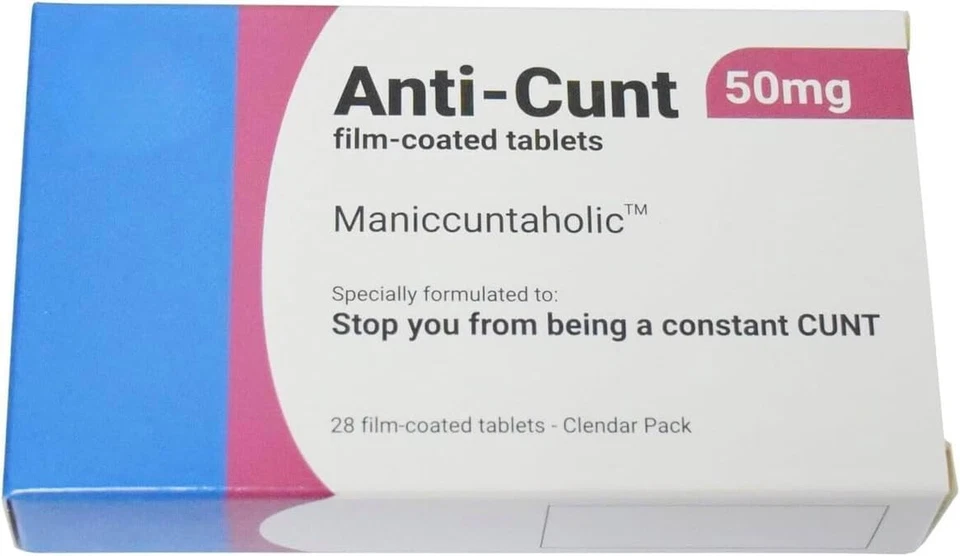 Anti-Cunt
50mg
film-coated tablets
Maniccuntaholic™
Specially formulated to:
Stop you from being a constant CUNT
28 film-coated tablets - Clendar Pack